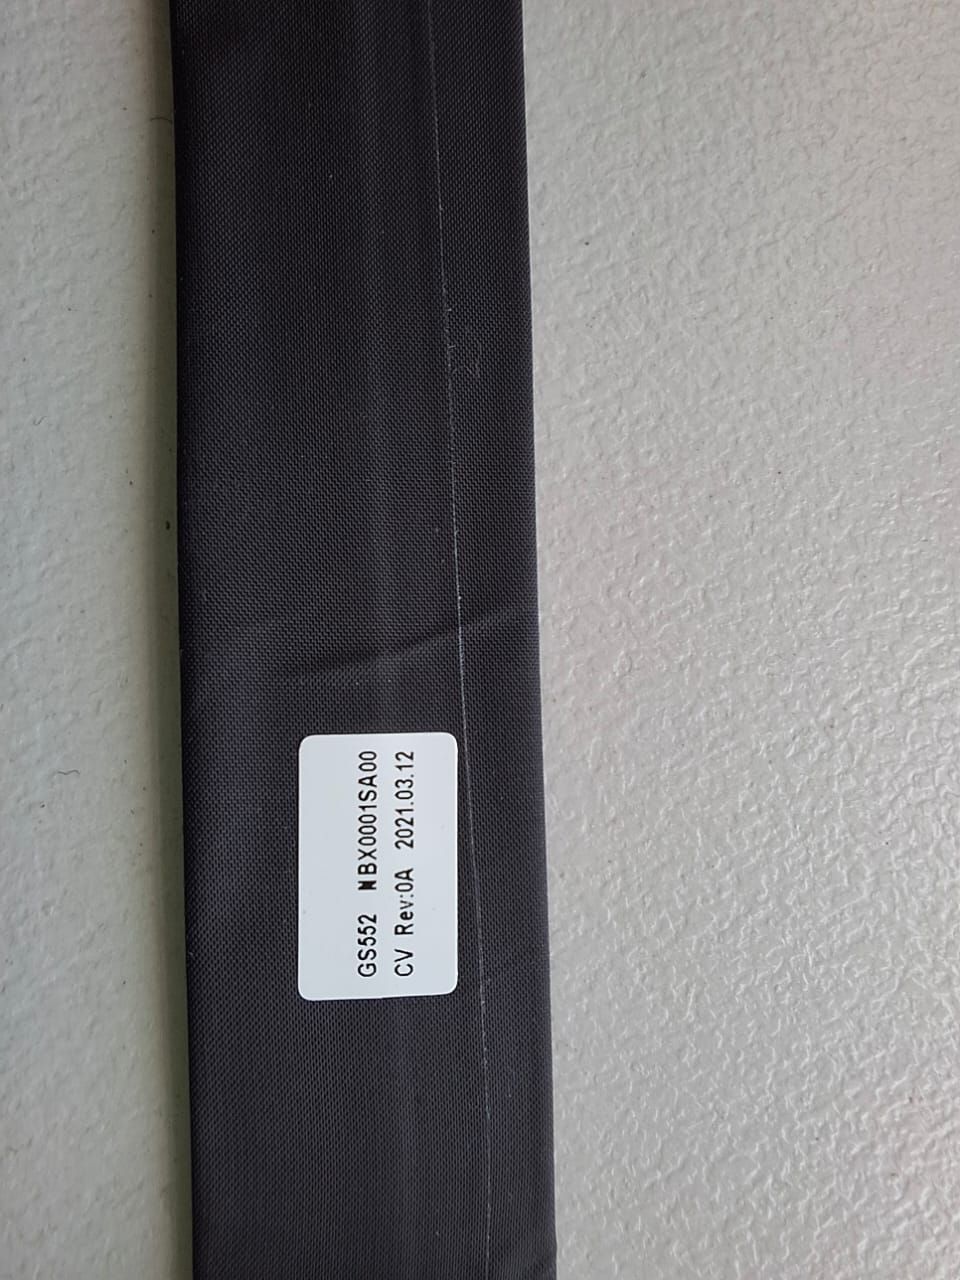 GS552 NBX0001SA00
CV Rev:0A 2021.03.12